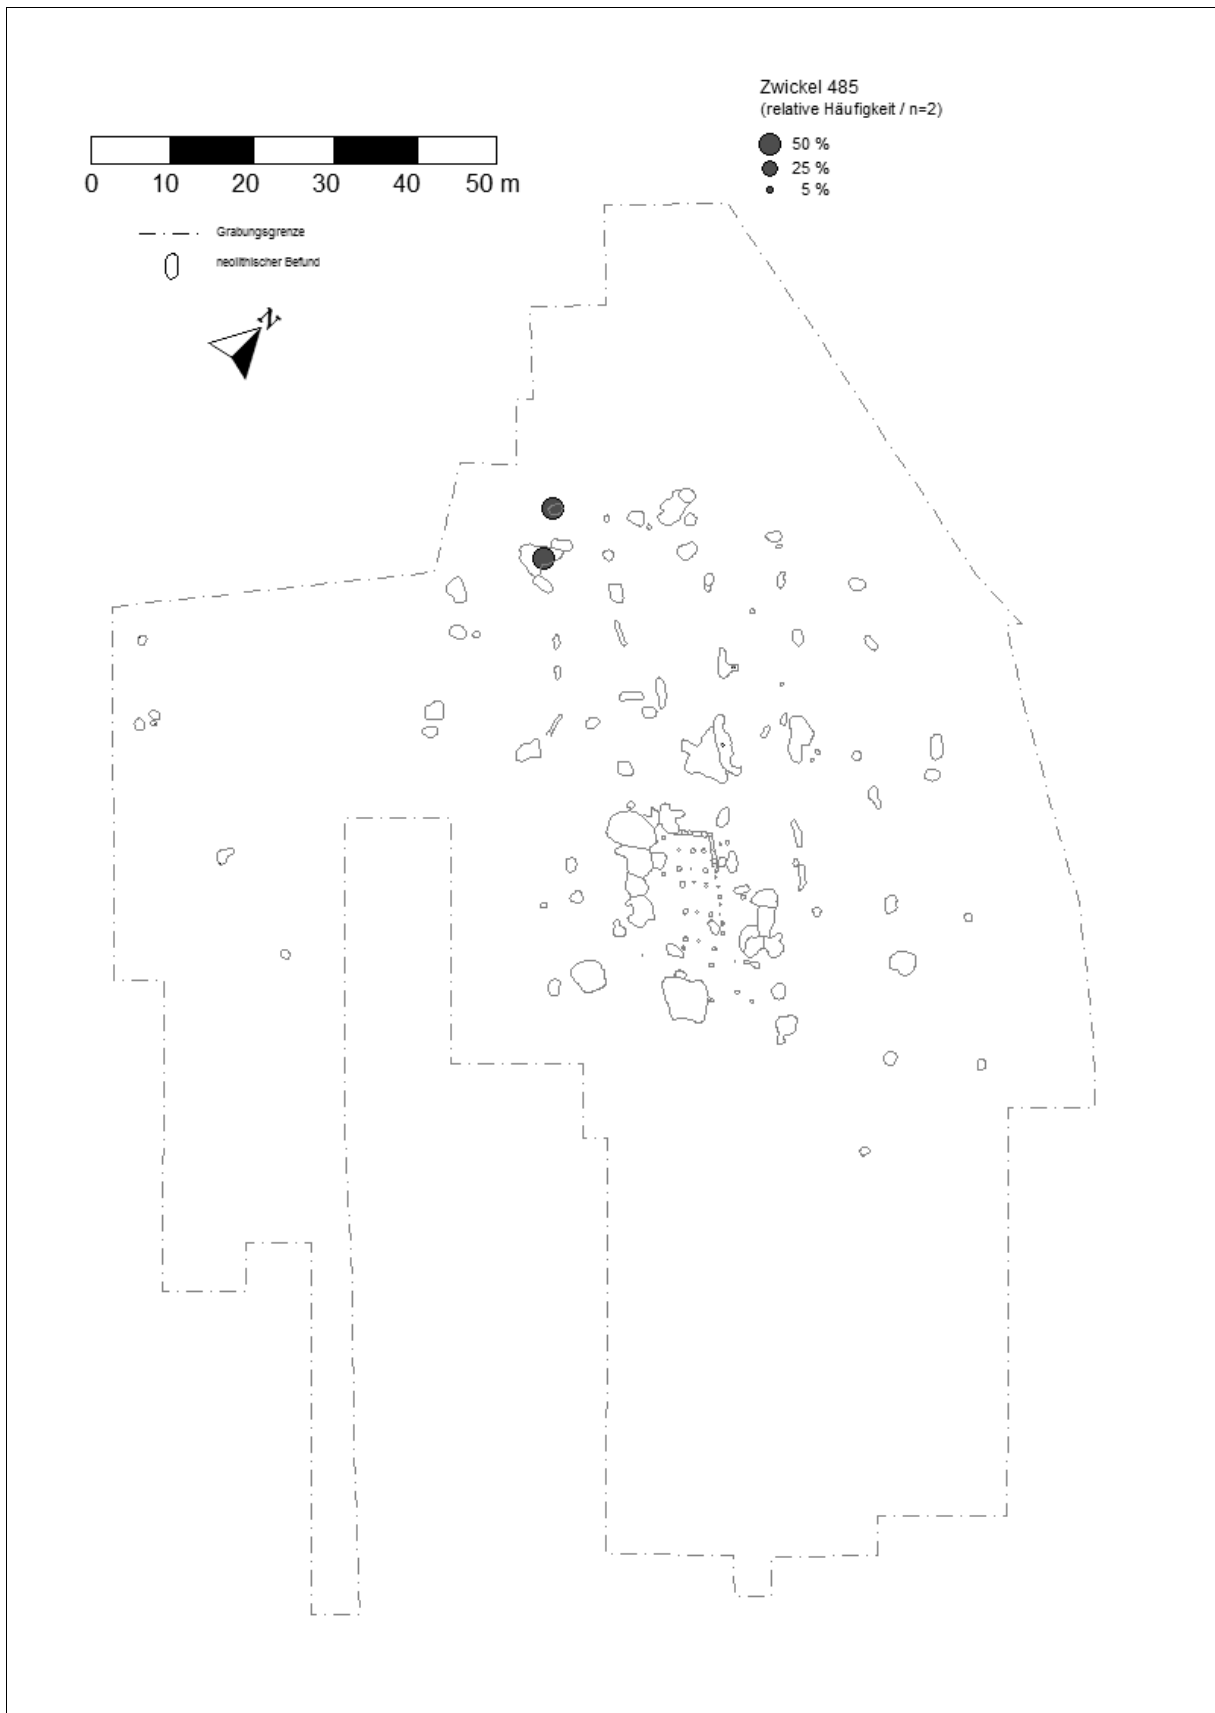 Zwickel 485
(relative Häufigkeit / n=2)
50 %
25 %
5 %
0 10 20 30 40 50 m
Grabungsgrenze
neolithischer Befund
N